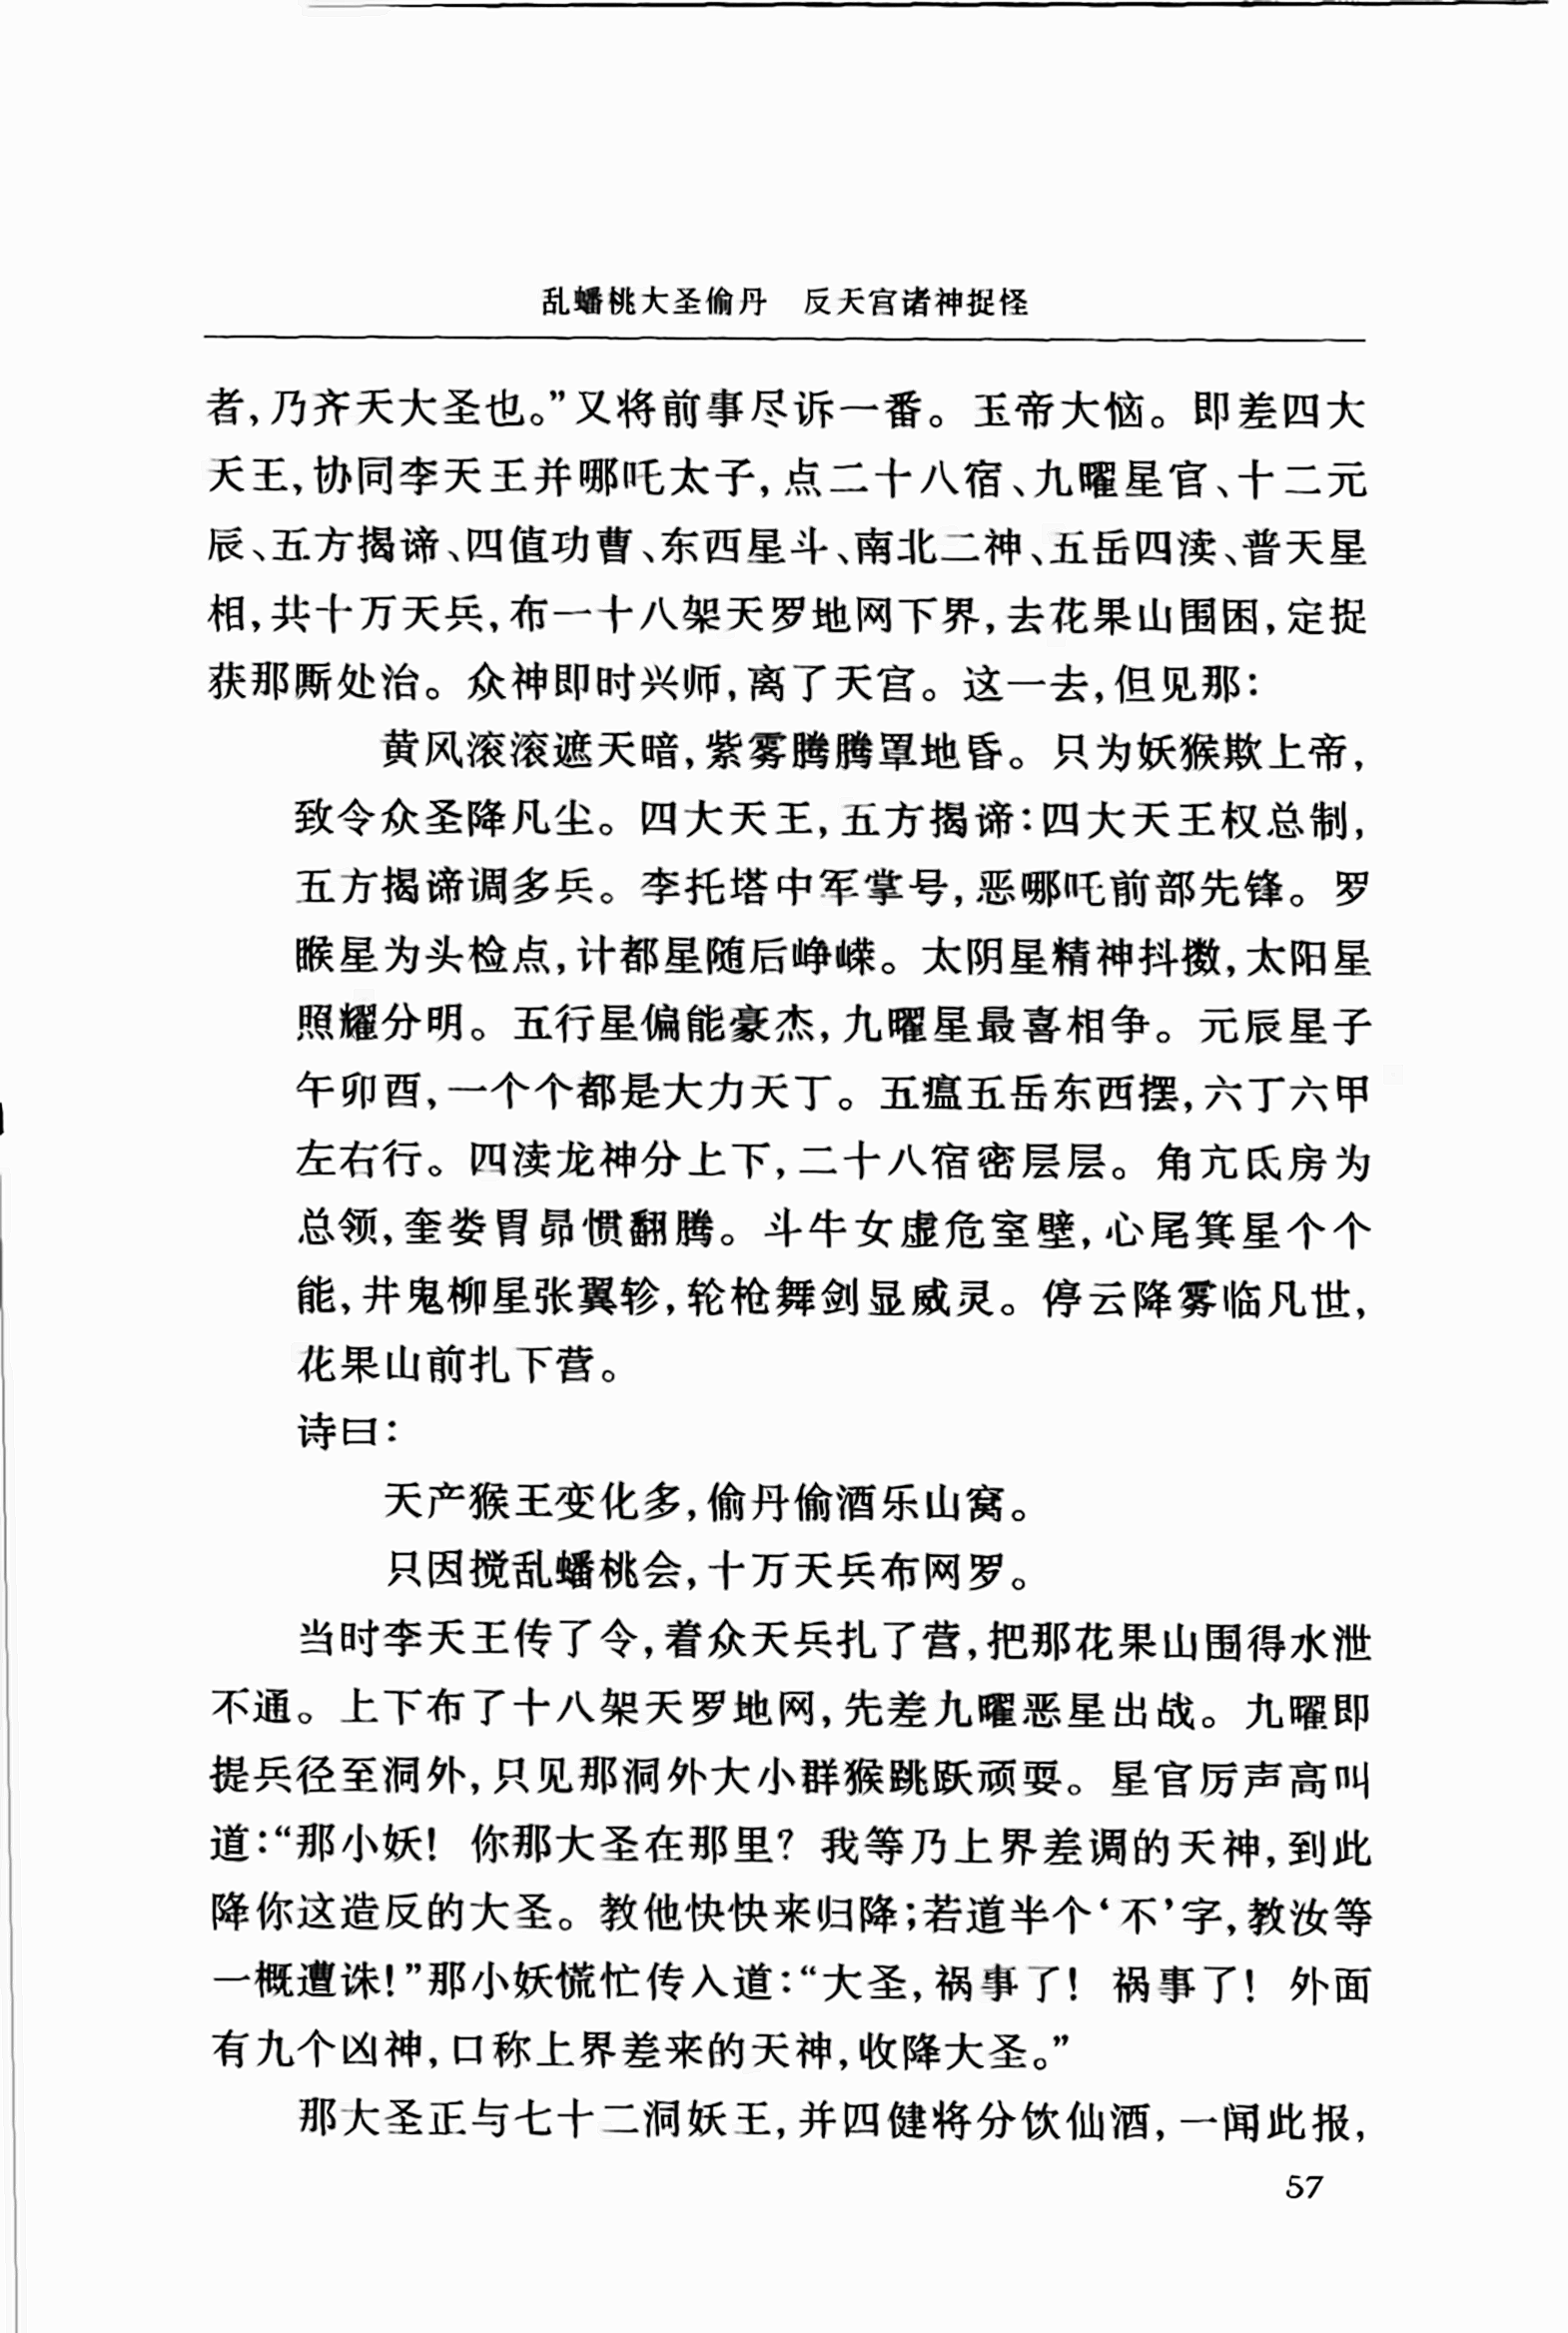 乱蟠桃大圣偷丹　反天宫诸神捉怪
者,乃齐天大圣也。”又将前事尽诉一番。玉帝大恼。即差四大
天王,协同李天王并哪吒太子,点二十八宿、九曜星官、十二元
辰、五方揭谛、四值功曹、东西星斗、南北二神、五岳四渎、普天星
相,共十万天兵,布一十八架天罗地网下界,去花果山围困,定捉
获那厮处治。众神即时兴师,离了天宫。这一去,但见那:
黄风滚滚遮天暗,紫雾腾腾罩地昏。只为妖猴欺上帝,
致令众圣降凡尘。四大天王,五方揭谛:四大天王权总制,
五方揭谛调多兵。李托塔中军掌号,恶哪吒前部先锋。罗
睺星为头检点,计都星随后峥嵘。太阴星精神抖擞,太阳星
照耀分明。五行星偏能豪杰,九曜星最喜相争。元辰星子
午卯酉,一个个都是大力天丁。五瘟五岳东西摆,六丁六甲
左右行。四渎龙神分上下,二十八宿密层层。角亢氐房为
总领,奎娄胃昴惯翻腾。斗牛女虚危室壁,心尾箕星个个
能,井鬼柳星张翼轸,轮枪舞剑显威灵。停云降雾临凡世,
花果山前扎下营。
诗曰:
天产猴王变化多,偷丹偷酒乐山窝。
只因搅乱蟠桃会,十万天兵布网罗。
当时李天王传了令,着众天兵扎了营,把那花果山围得水泄
不通。上下布了十八架天罗地网,先差九曜恶星出战。九曜即
提兵径至洞外,只见那洞外大小群猴跳跃顽耍。星官厉声高叫
道:“那小妖! 你那大圣在那里? 我等乃上界差调的天神,到此
降你这造反的大圣。教他快快来归降;若道半个‘不’字,教汝等
一概遭诛!”那小妖慌忙传入道:“大圣,祸事了! 祸事了! 外面
有九个凶神,口称上界差来的天神,收降大圣。”
那大圣正与七十二洞妖王,并四健将分饮仙酒,一闻此报,
57